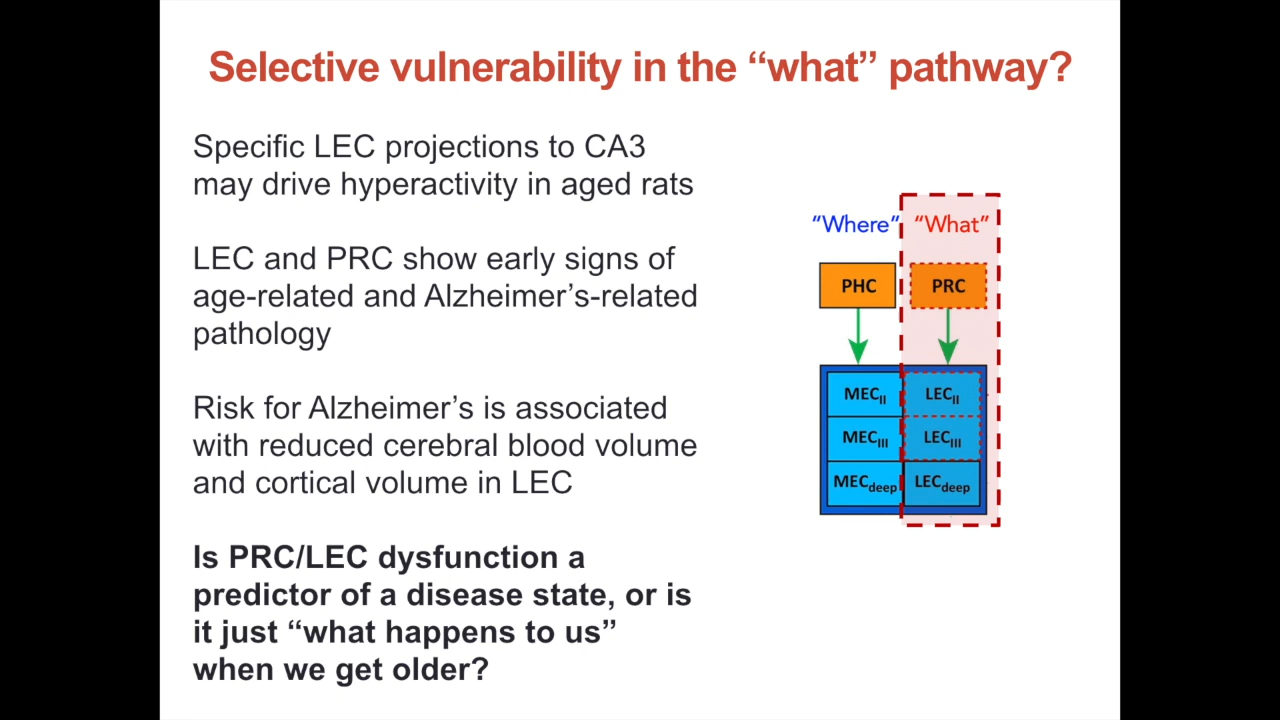 Selective vulnerability in the “what” pathway?
Specific LEC projections to CA3
may drive hyperactivity in aged rats
LEC and PRC show early signs of
age-related and Alzheimer’s-related
pathology
Risk for Alzheimer’s is associated
with reduced cerebral blood volume
and cortical volume in LEC
Is PRC/LEC dysfunction a
predictor of a disease state, or is
it just “what happens to us”
when we get older?
“Where” “What”
PHC PRC
MECII LECII
MECIII LECIII
MECdeep LECdeep